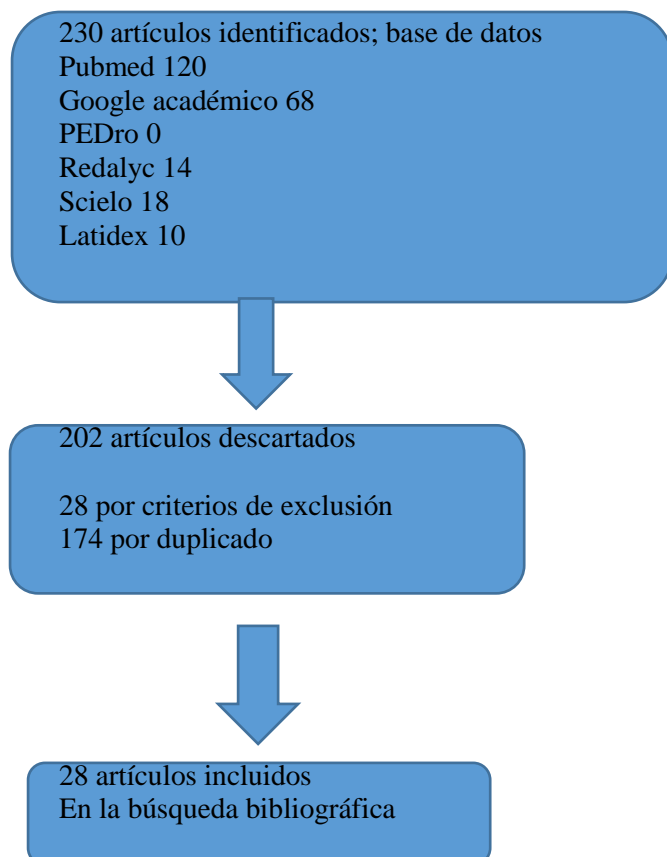 230 artículos identificados; base de datos
Pubmed 120
Google académico 68
PEDro 0
Redalyc 14
Scielo 18
Latidex 10
202 artículos descartados
28 por criterios de exclusión
174 por duplicado
28 artículos incluidos
En la búsqueda bibliográfica